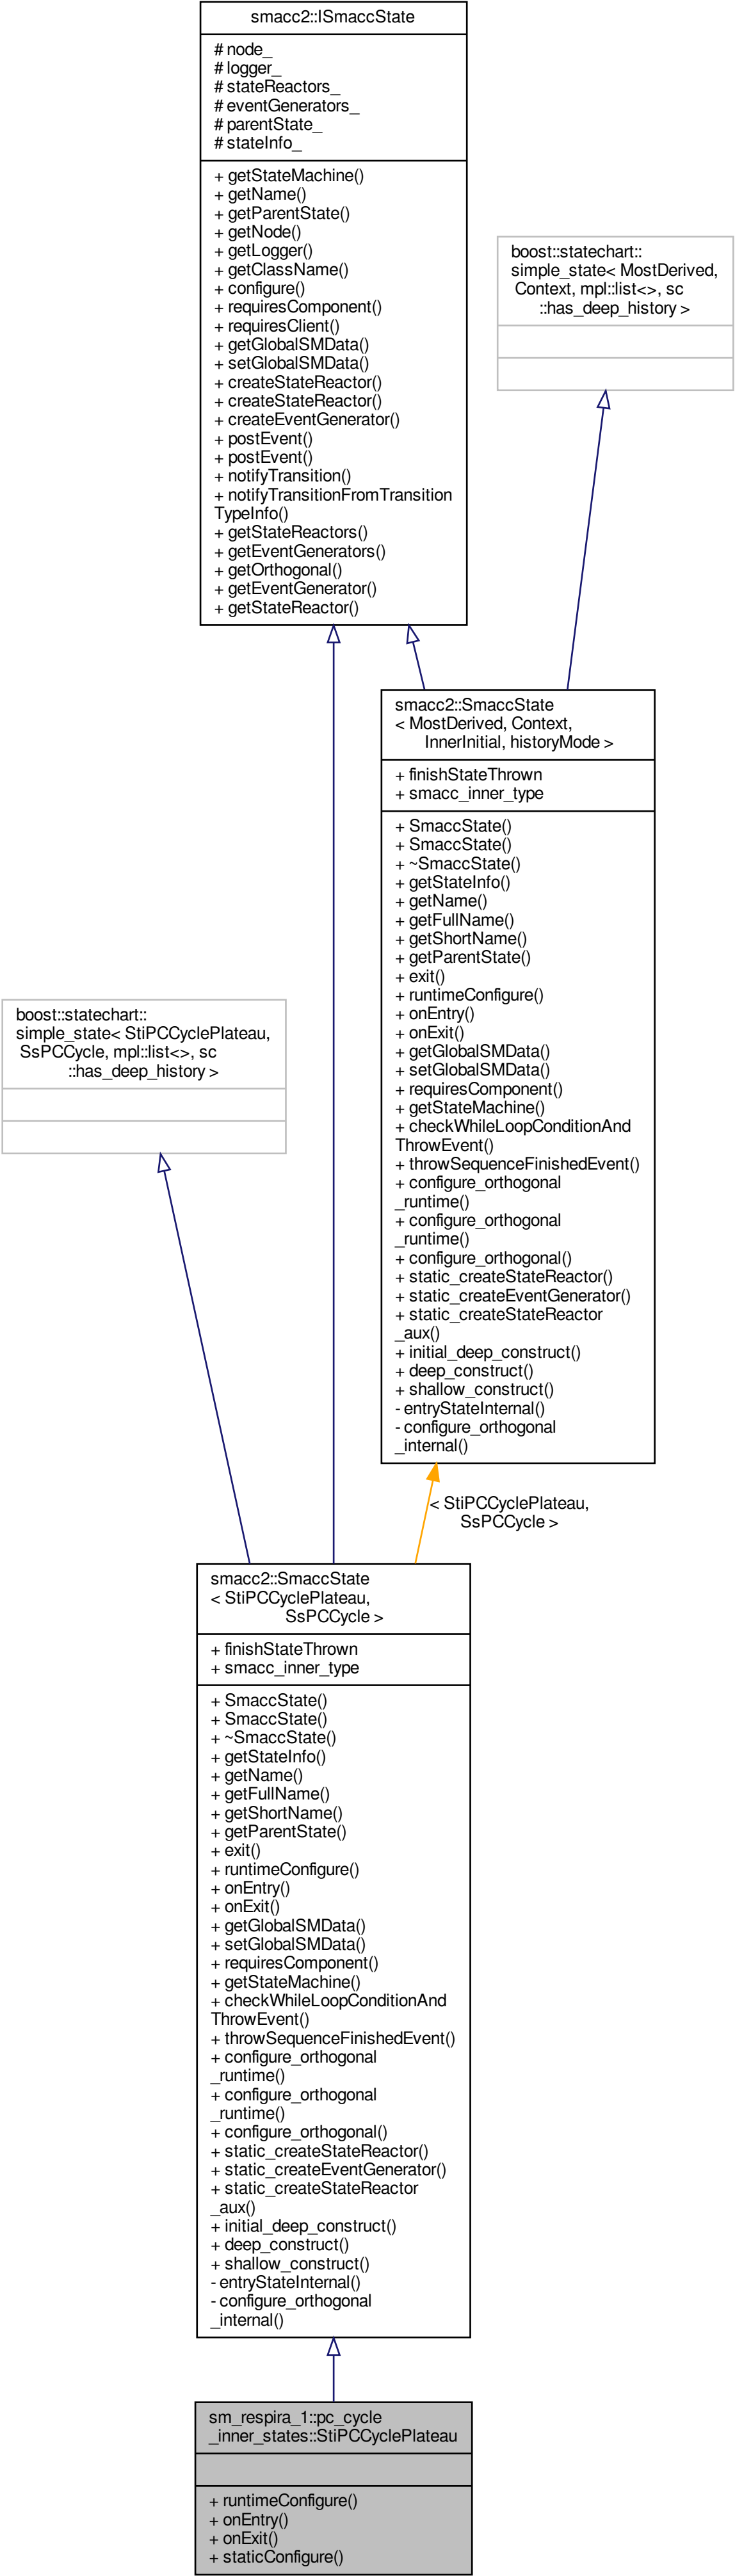 smacc2::ISmaccState
# node_
# logger_
# stateReactors_
# eventGenerators_
# parentState_
# stateInfo_
+ getStateMachine()
+ getName()
+ getParentState()
+ getNode()
+ getLogger()
+ getClassName()
+ configure()
+ requiresComponent()
+ requiresClient()
+ getGlobalSMData()
+ setGlobalSMData()
+ createStateReactor()
+ createStateReactor()
+ createEventGenerator()
+ postEvent()
+ postEvent()
+ notifyTransition()
+ notifyTransitionFromTransition
TypeInfo()
+ getStateReactors()
+ getEventGenerators()
+ getOrthogonal()
+ getEventGenerator()
+ getStateReactor()
boost::statechart::
simple_state< MostDerived,
Context, mpl::list<>, sc
::has_deep_history >
smacc2::SmaccState
< MostDerived, Context,
InnerInitial, historyMode >
+ finishStateThrown
+ smacc_inner_type
+ SmaccState()
+ SmaccState()
+ ~SmaccState()
+ getStateInfo()
+ getName()
+ getFullName()
+ getShortName()
+ getParentState()
+ exit()
+ runtimeConfigure()
+ onEntry()
+ onExit()
+ getGlobalSMData()
+ setGlobalSMData()
+ requiresComponent()
+ getStateMachine()
+ checkWhileLoopConditionAnd
ThrowEvent()
+ throwSequenceFinishedEvent()
+ configure_orthogonal
_runtime()
+ configure_orthogonal
_runtime()
+ configure_orthogonal()
+ static_createStateReactor()
+ static_createEventGenerator()
+ static_createStateReactor
_aux()
+ initial_deep_construct()
+ deep_construct()
+ shallow_construct()
- entryStateInternal()
- configure_orthogonal
_internal()
boost::statechart::
simple_state< StiPCCyclePlateau,
SsPCCycle, mpl::list<>, sc
::has_deep_history >
< StiPCCyclePlateau,
SsPCCycle >
smacc2::SmaccState
< StiPCCyclePlateau,
SsPCCycle >
+ finishStateThrown
+ smacc_inner_type
+ SmaccState()
+ SmaccState()
+ ~SmaccState()
+ getStateInfo()
+ getName()
+ getFullName()
+ getShortName()
+ getParentState()
+ exit()
+ runtimeConfigure()
+ onEntry()
+ onExit()
+ getGlobalSMData()
+ setGlobalSMData()
+ requiresComponent()
+ getStateMachine()
+ checkWhileLoopConditionAnd
ThrowEvent()
+ throwSequenceFinishedEvent()
+ configure_orthogonal
_runtime()
+ configure_orthogonal
_runtime()
+ configure_orthogonal()
+ static_createStateReactor()
+ static_createEventGenerator()
+ static_createStateReactor
_aux()
+ initial_deep_construct()
+ deep_construct()
+ shallow_construct()
- entryStateInternal()
- configure_orthogonal
_internal()
sm_respira_1::pc_cycle
_inner_states::StiPCCyclePlateau
+ runtimeConfigure()
+ onEntry()
+ onExit()
+ staticConfigure()